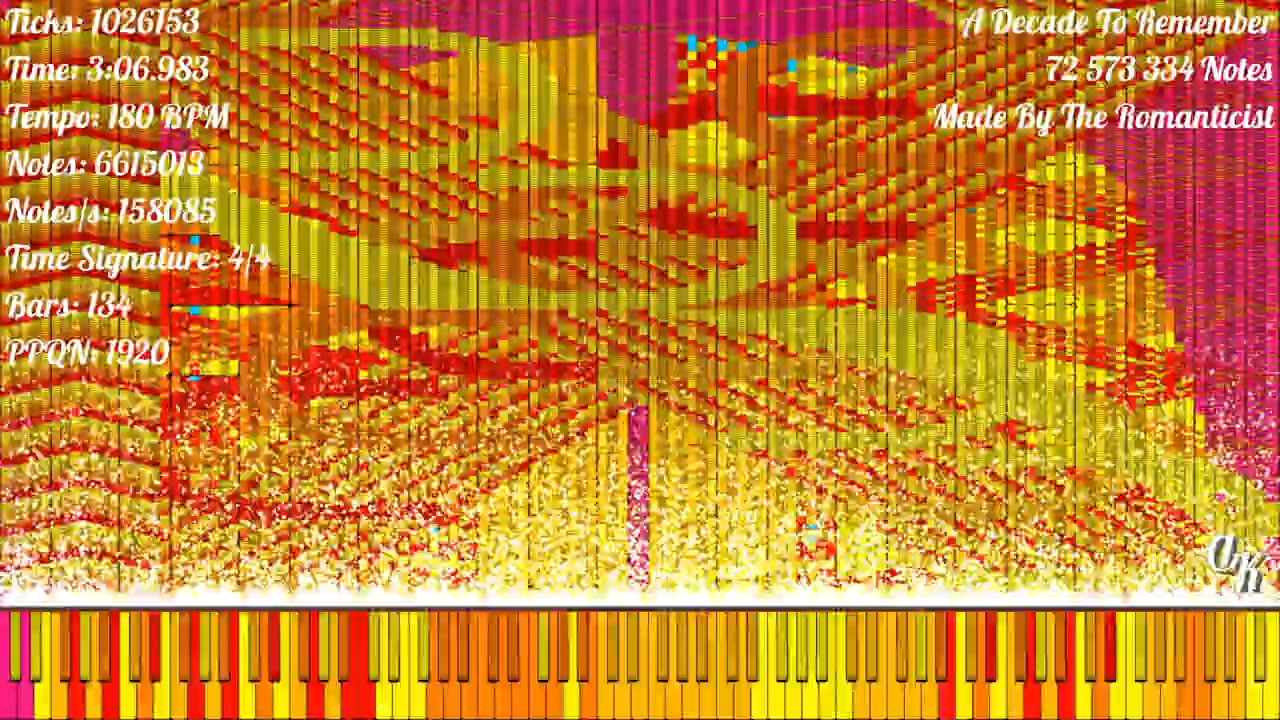 Ticks: 1026153
Time: 3:06.983
Tempo: 180 BPM
Notes: 6615013
Notes/s: 158085
Time Signature: 4/4
Bars: 134
PPQN: 1920
A Decade To Remember
72 573 334 Notes
Made By The Romanticist